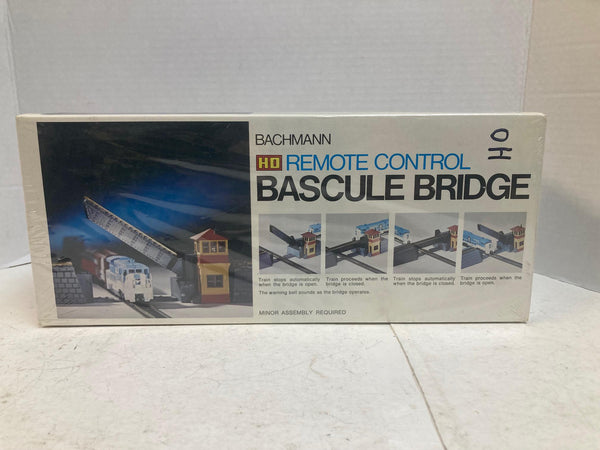 BACHMANN
HO REMOTE CONTROL
BASCULE BRIDGE
HO
Train stops automatically
when the bridge is open.
Train proceeds when the
bridge is closed.
Train stops automatically
when the bridge is closed.
Train proceeds when the
bridge is open.
The warning bell sounds as the bridge operates.
MINOR ASSEMBLY REQUIRED